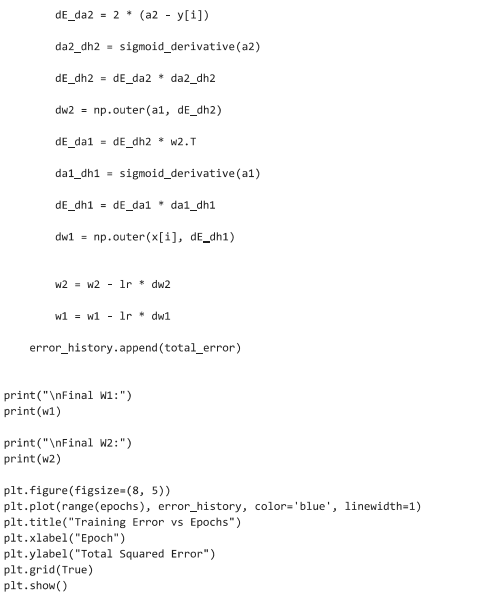 dE_da2 = 2 * (a2 - y[i])
da2_dh2 = sigmoid_derivative(a2)
dE_dh2 = dE_da2 * da2_dh2
dw2 = np.outer(a1, dE_dh2)
dE_da1 = dE_dh2 * w2.T
da1_dh1 = sigmoid_derivative(a1)
dE_dh1 = dE_da1 * da1_dh1
dw1 = np.outer(x[i], dE_dh1)
w2 = w2 - lr * dw2
w1 = w1 - lr * dw1
error_history.append(total_error)
print("\nFinal W1:")
print(w1)
print("\nFinal W2:")
print(w2)
plt.figure(figsize=(8, 5))
plt.plot(range(epochs), error_history, color='blue', linewidth=1)
plt.title("Training Error vs Epochs")
plt.xlabel("Epoch")
plt.ylabel("Total Squared Error")
plt.grid(True)
plt.show()